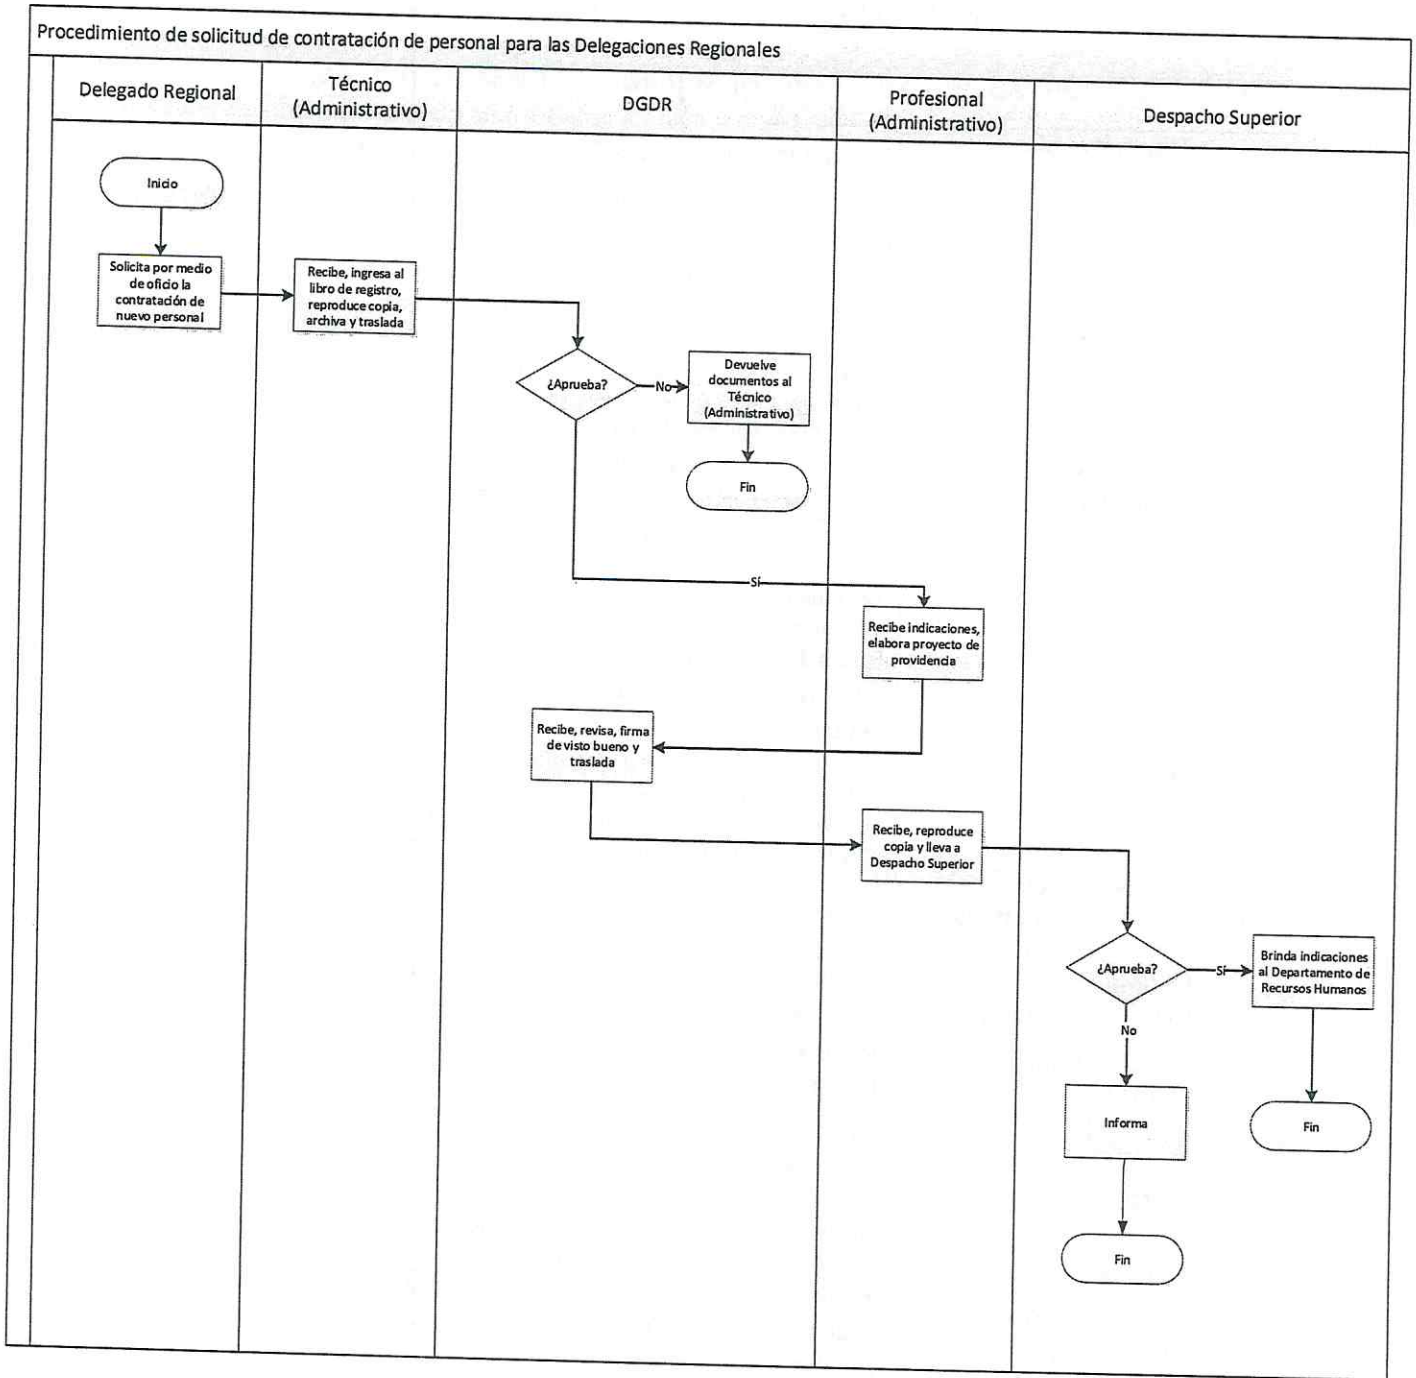 Procedimiento de solicitud de contratación de personal para las Delegaciones Regionales
Delegado Regional
Técnico
(Administrativo)
DGDR
Profesional
(Administrativo)
Despacho Superior
Inicio
Solicita por medio
de oficio la
contratación de
nuevo personal
Recibe, ingresa al
libro de registro,
reproduce copia,
archiva y traslada
¿Aprueba?
No
Devuelve
documentos al
Técnico
(Administrativo)
Fin
Sí
Recibe indicaciones,
elabora proyecto de
providencia
Recibe, revisa, firma
de visto bueno y
traslada
Recibe, reproduce
copia y lleva a
Despacho Superior
¿Aprueba?
Sí
Brinda indicaciones
al Departamento de
Recursos Humanos
No
Informa
Fin
Fin